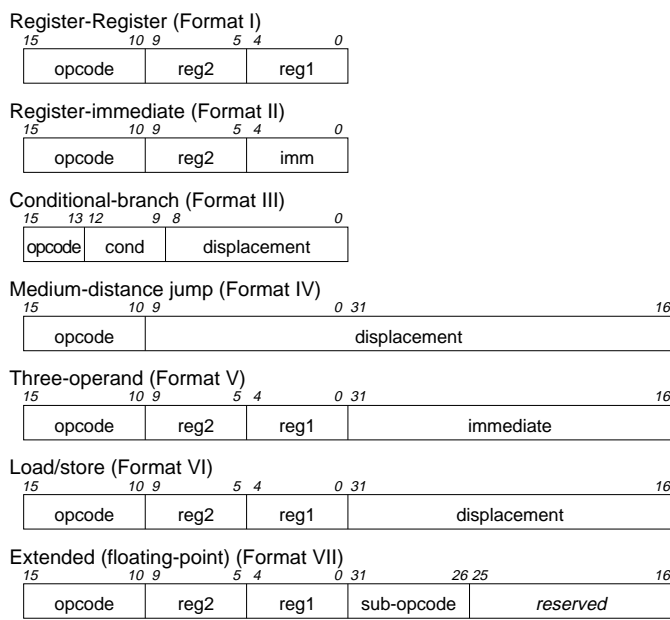 Register-Register (Format I)
15 10 9 5 4 0
opcode reg2 reg1
Register-immediate (Format II)
15 10 9 5 4 0
opcode reg2 imm
Conditional-branch (Format III)
15 13 12 9 8 0
opcode cond displacement
Medium-distance jump (Format IV)
15 10 9 0 31 16
opcode displacement
Three-operand (Format V)
15 10 9 5 4 0 31 16
opcode reg2 reg1 immediate
Load/store (Format VI)
15 10 9 5 4 0 31 16
opcode reg2 reg1 displacement
Extended (floating-point) (Format VII)
15 10 9 5 4 0 31 26 25 16
opcode reg2 reg1 sub-opcode reserved